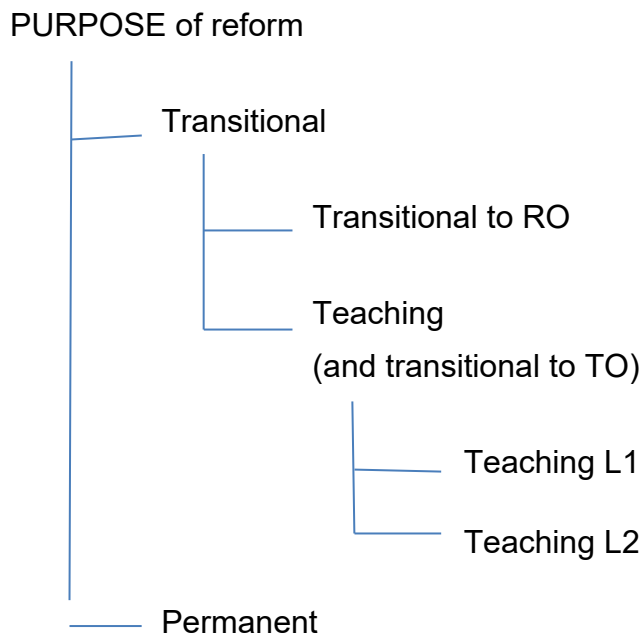 PURPOSE of reform
Transitional
Transitional to RO
Teaching
(and transitional to TO)
Teaching L1
Teaching L2
Permanent